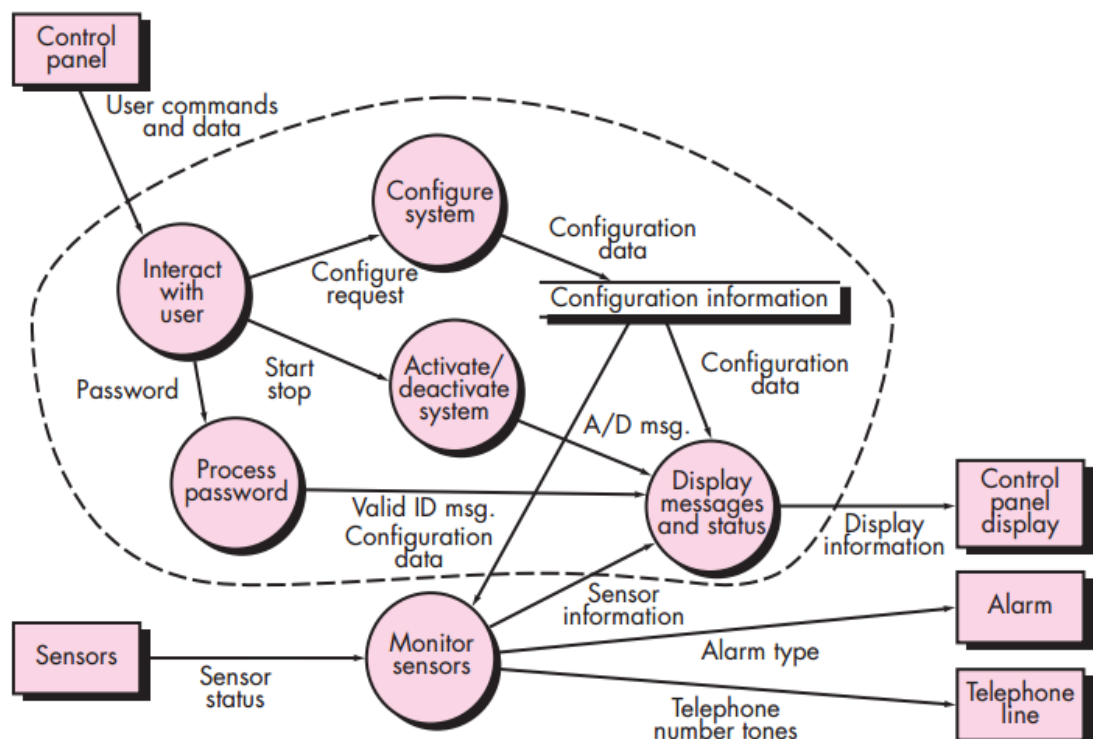 Control
panel
User commands
and data
Configure
system
Configuration
data
Interact
with
user
Configure
request
Configuration information
Password
Start
stop
Activate/
deactivate
system
Configuration
data
A/D msg.
Process
password
Valid ID msg.
Configuration
data
Display
messages
and status
Display
information
Control
panel
display
Sensors
Sensor
status
Monitor
sensors
Sensor
information
Alarm type
Alarm
Telephone
number tones
Telephone
line